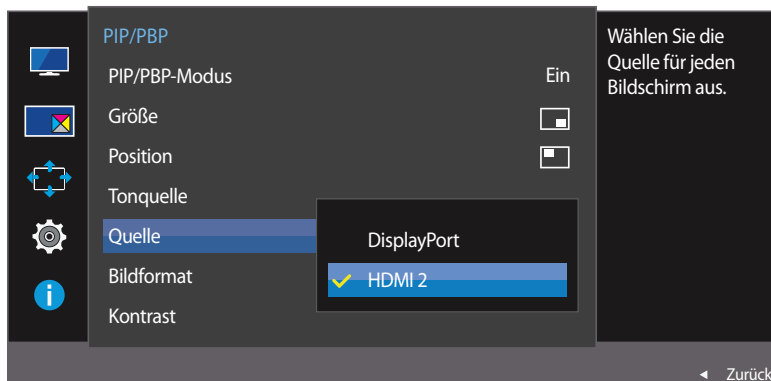 PIP/PBP
PIP/PBP-Modus Ein
Größe
Position
Tonquelle
Quelle
DisplayPort
HDMI 2
Bildformat
Kontrast
Wählen Sie die
Quelle für jeden
Bildschirm aus.
Zurück